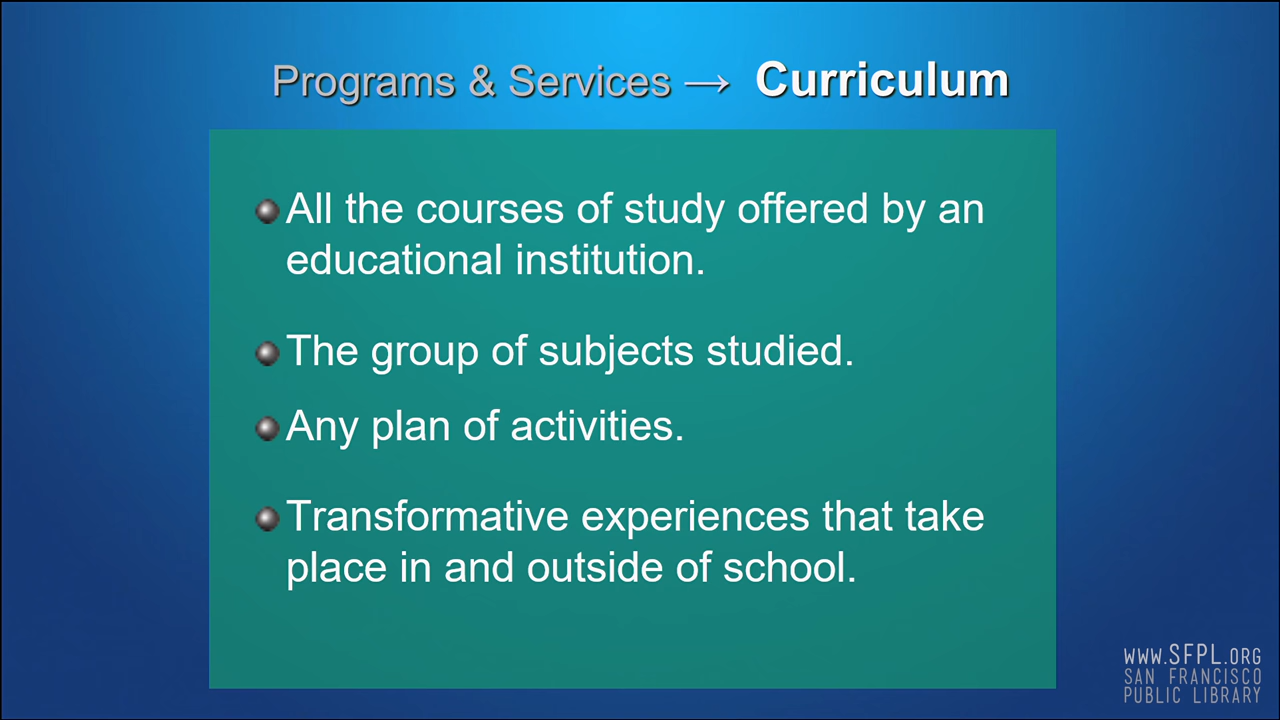 Programs & Services → Curriculum
All the courses of study offered by an
educational institution.
The group of subjects studied.
Any plan of activities.
Transformative experiences that take
place in and outside of school.
WWW.SFPL.ORG
SAN FRANCISCO
PUBLIC LIBRARY